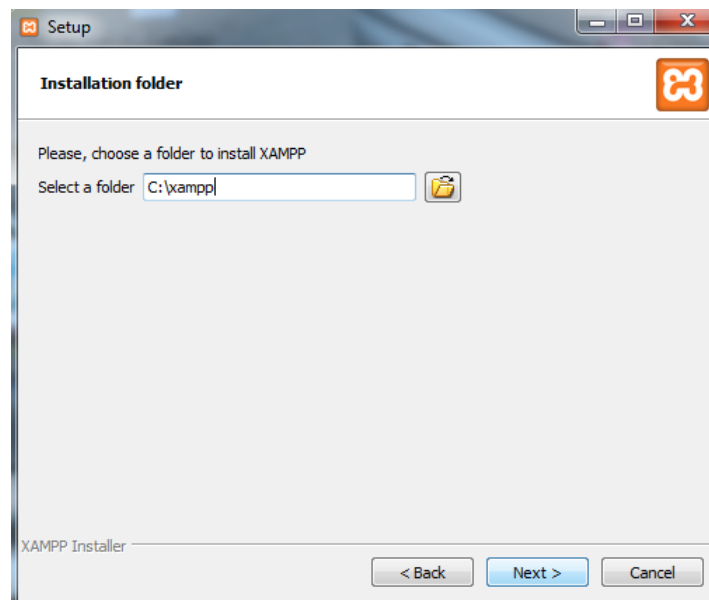 Setup
Installation folder
Please, choose a folder to install XAMPP
Select a folder C:\xampp
XAMPP Installer
< Back Next > Cancel